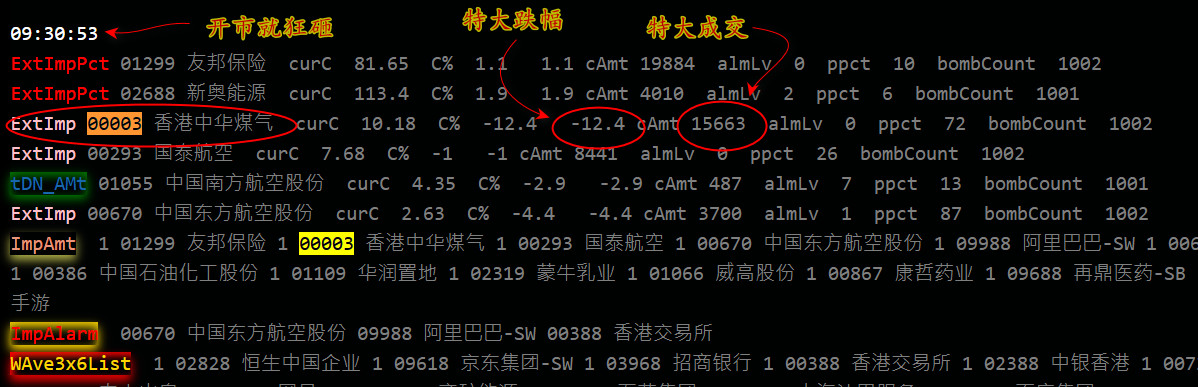 开市就狂砸 特大跌幅 特大成交
09:30:53
ExtImpPct 01299 友邦保险 curC 81.65 C% 1.1 1.1 cAmt 19884 almLv 0 ppct 10 bombCount 1002
ExtImpPct 02688 新奥能源 curC 113.4 C% 1.9 1.9 cAmt 4010 almLv 2 ppct 6 bombCount 1001
ExtImp 00003 香港中华煤气 curC 10.18 C% -12.4 -12.4 cAmt 15663 almLv 0 ppct 72 bombCount 1002
ExtImp 00293 国泰航空 curC 7.68 C% -1 -1 cAmt 8441 almLv 0 ppct 26 bombCount 1002
tDN_AMt 01055 中国南方航空股份 curC 4.35 C% -2.9 -2.9 cAmt 487 almLv 7 ppct 13 bombCount 1001
ExtImp 00670 中国东方航空股份 curC 2.63 C% -4.4 -4.4 cAmt 3700 almLv 1 ppct 87 bombCount 1002
ImpAmt 1 01299 友邦保险 1 00003 香港中华煤气 1 00293 国泰航空 1 00670 中国东方航空股份 1 09988 阿里巴巴-SW 1 006
1 00386 中国石油化工股份 1 01109 华润置地 1 02319 蒙牛乳业 1 01066 威高股份 1 00867 康哲药业 1 09688 再鼎医药-SB
手游
ImpAlarm 00670 中国东方航空股份 09988 阿里巴巴-SW 00388 香港交易所
WAve3x6List 1 02828 恒生中国企业 1 09618 京东集团-SW 1 03968 招商银行 1 00388 香港交易所 1 02388 中银香港 1 007